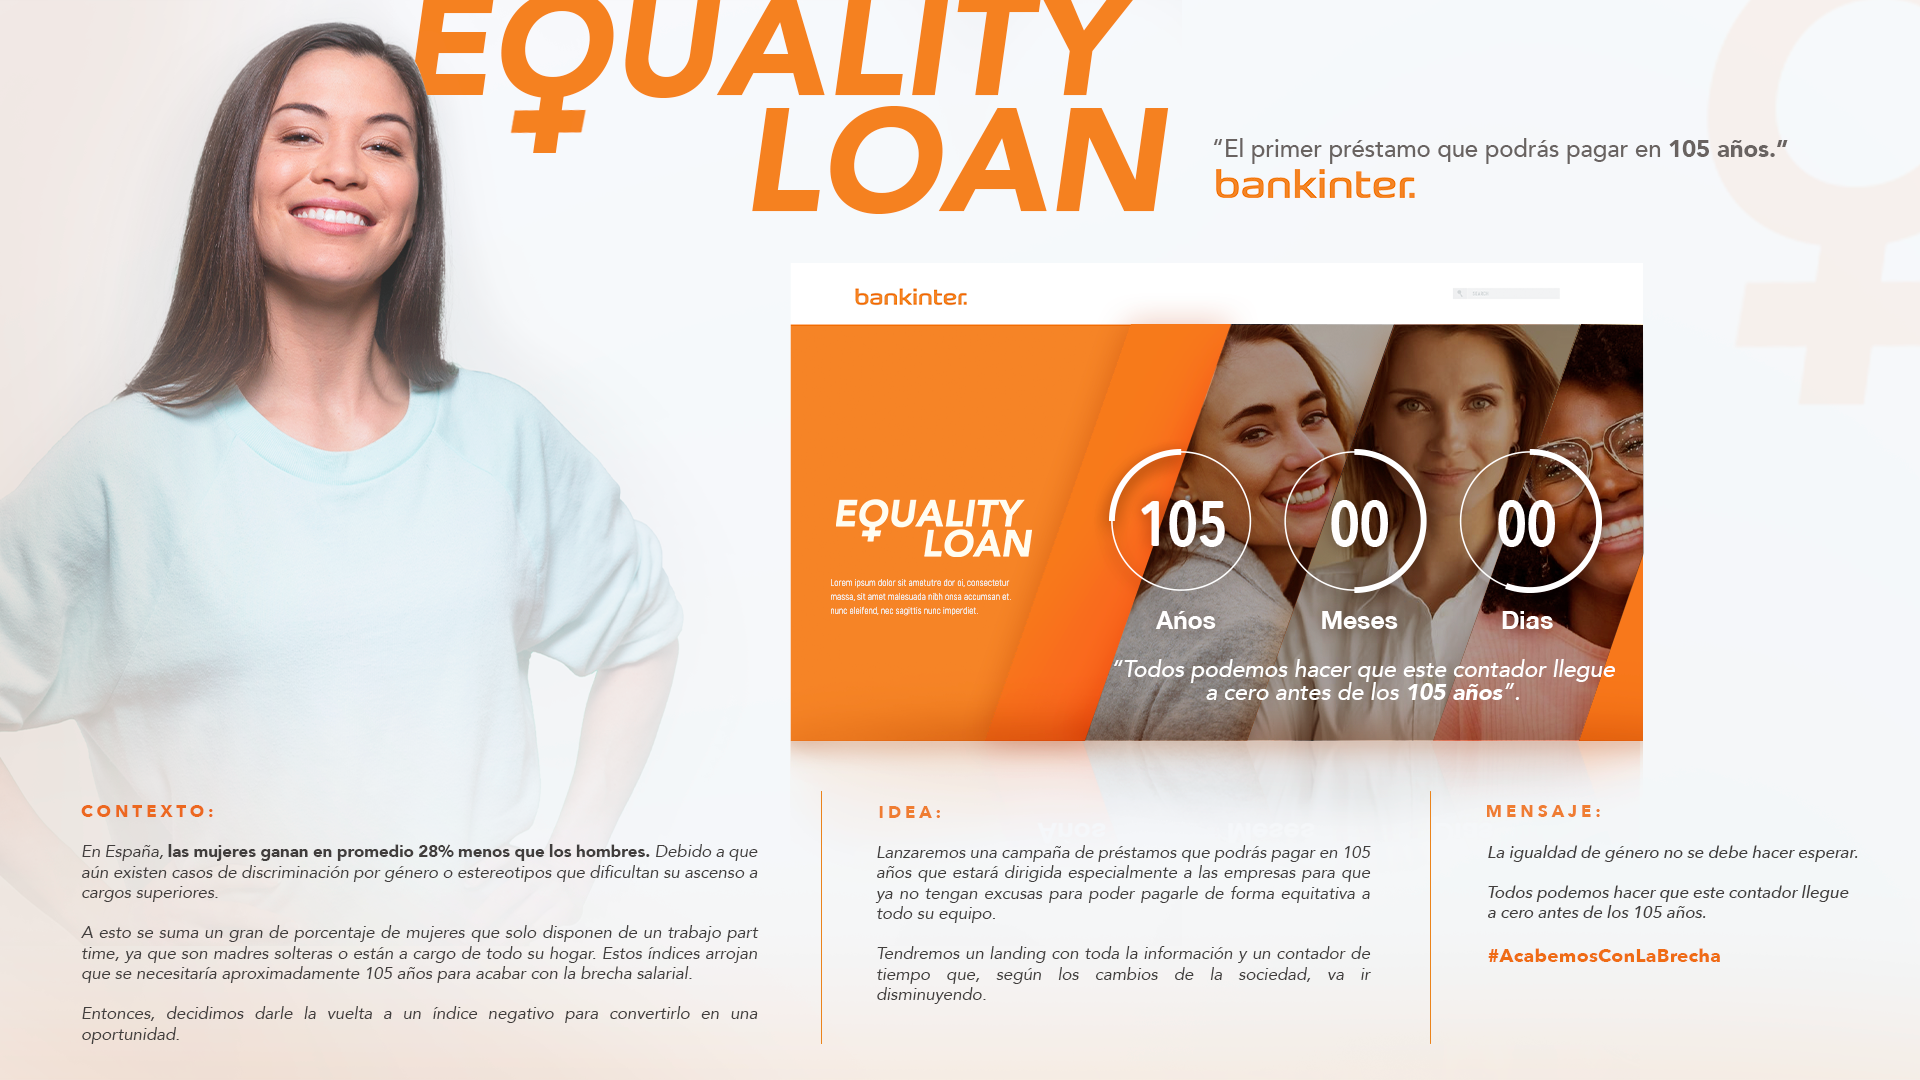 EQUALITY
LOAN
“El primer préstamo que podrás pagar en 105 años.”
bankinter.
bankinter.
EQUALITY
LOAN
Lorem ipsum dolor sit ametutre dor oi, consectetur
massa, sit amet malesuada nibh onsa accumsan et.
nunc eleifend, nec sagittis nunc imperdiet.
105 00 00
Ańos Meses Dias
“Todos podemos hacer que este contador llegue
a cero antes de los 105 años”.
CONTEXTO:
En España, las mujeres ganan en promedio 28% menos que los hombres. Debido a que
aún existen casos de discriminación por género o estereotipos que dificultan su ascenso a
cargos superiores.
A esto se suma un gran de porcentaje de mujeres que solo disponen de un trabajo part
time, ya que son madres solteras o están a cargo de todo su hogar. Estos índices arrojan
que se necesitaría aproximadamente 105 años para acabar con la brecha salarial.
Entonces, decidimos darle la vuelta a un índice negativo para convertirlo en una
oportunidad.
IDEA:
Lanzaremos una campaña de préstamos que podrás pagar en 105
años que estará dirigida especialmente a las empresas para que
ya no tengan excusas para poder pagarle de forma equitativa a
todo su equipo.
Tendremos un landing con toda la información y un contador de
tiempo que, según los cambios de la sociedad, va ir
disminuyendo.
MENSAJE:
La igualdad de género no se debe hacer esperar.
Todos podemos hacer que este contador llegue
a cero antes de los 105 años.
#AcabemosConLaBrecha